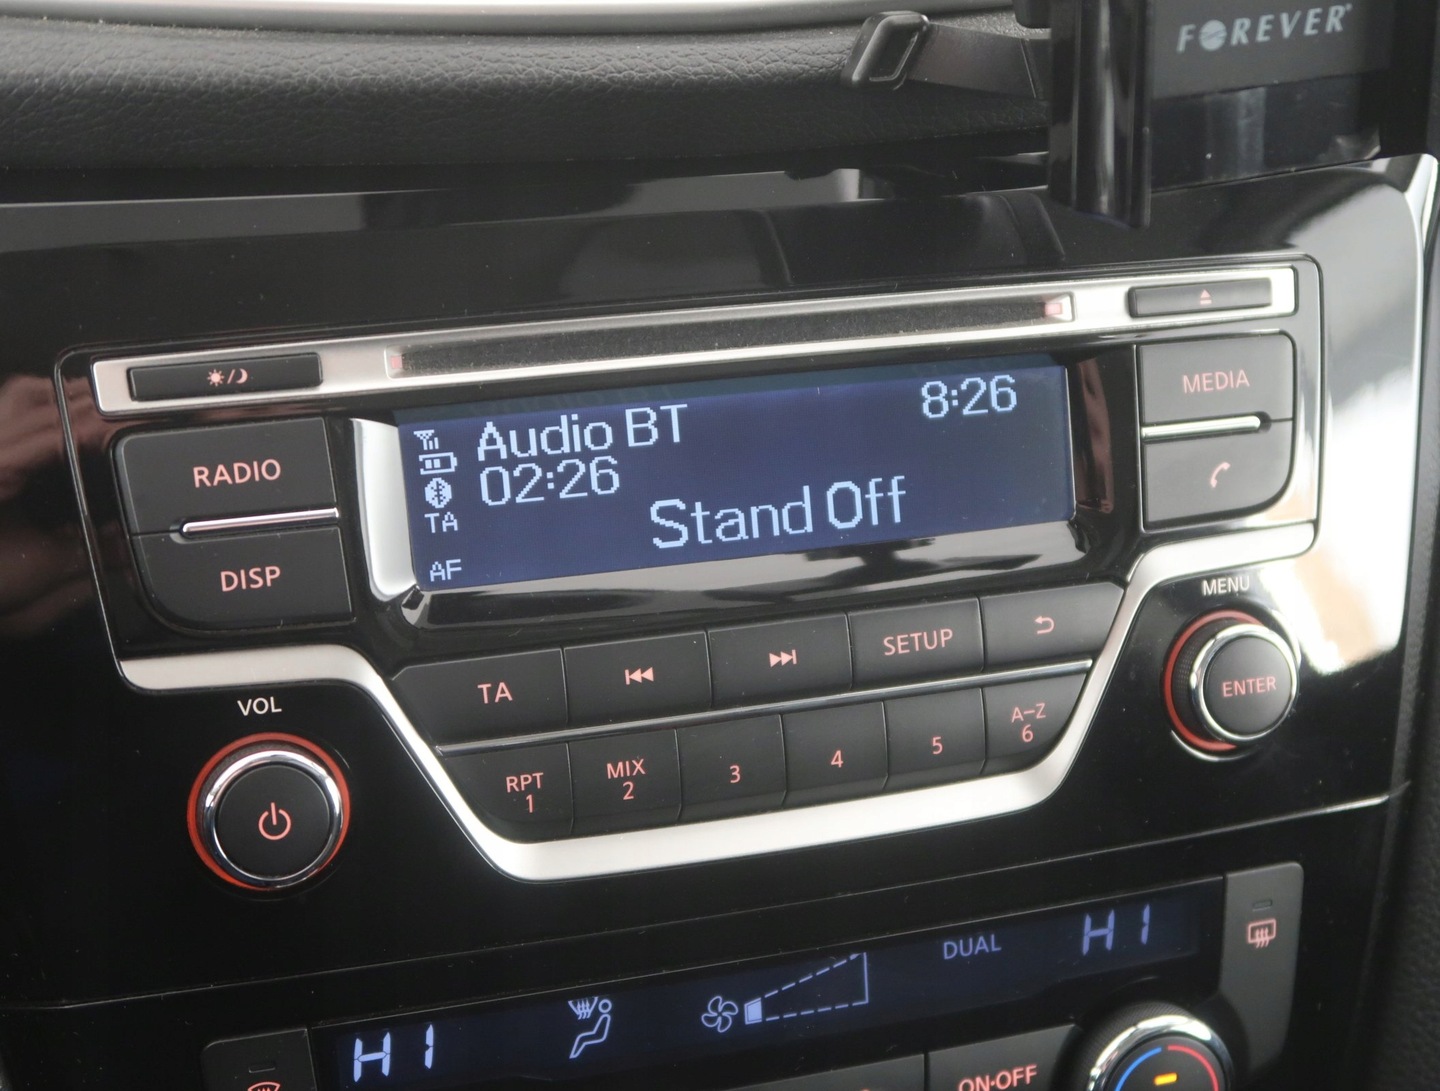 FOREVER
MEDIA
RADIO
DISP
Audio BT
8:26
02:26
TA
Stand Off
AF
MENU
ENTER
TA
SETUP
VOL
RPT
1
MIX
2
3
4
5
A-Z
6
HI
DUAL
HI
ON·OFF